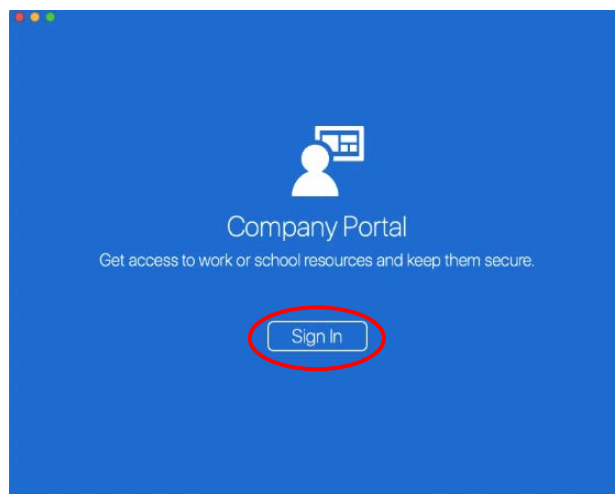 Company Portal
Get access to work or school resources and keep them secure.
Sign In